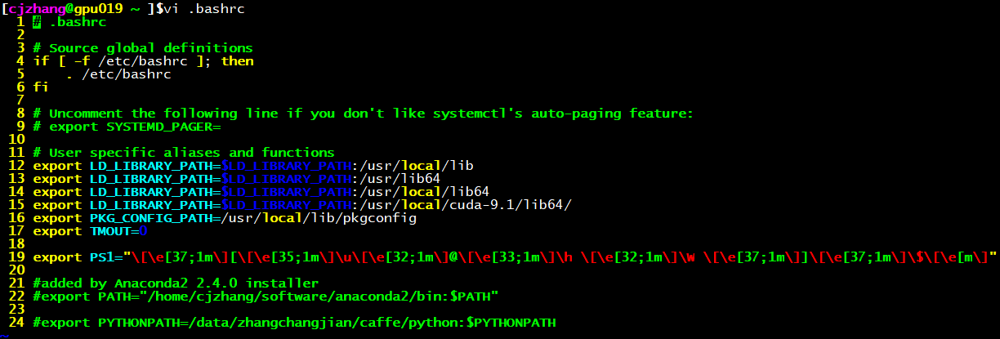 [cjzhang@gpu019 ~ ]$vi .bashrc
1 # .bashrc
2
3 # Source global definitions
4 if [ -f /etc/bashrc ]; then
5     . /etc/bashrc
6 fi
7
8 # Uncomment the following line if you don't like systemctl's auto-paging feature:
9 # export SYSTEMD_PAGER=
10
11 # User specific aliases and functions
12 export LD_LIBRARY_PATH=$LD_LIBRARY_PATH:/usr/local/lib
13 export LD_LIBRARY_PATH=$LD_LIBRARY_PATH:/usr/lib64
14 export LD_LIBRARY_PATH=$LD_LIBRARY_PATH:/usr/local/lib64
15 export LD_LIBRARY_PATH=$LD_LIBRARY_PATH:/usr/local/cuda-9.1/lib64/
16 export PKG_CONFIG_PATH=/usr/local/lib/pkgconfig
17 export TMOUT=0
18
19 export PS1="\[\e[37;1m\][\[\e[35;1m\]\u\[\e[32;1m\]@\[\e[33;1m\]\h \[\e[32;1m\]\W \[\e[37;1m\]]\[\e[37;1m\]\$\[\e[m\]"
20
21 #added by Anaconda2 2.4.0 installer
22 #export PATH="/home/cjzhang/software/anaconda2/bin:$PATH"
23
24 #export PYTHONPATH=/data/zhangchangjian/caffe/python:$PYTHONPATH
~